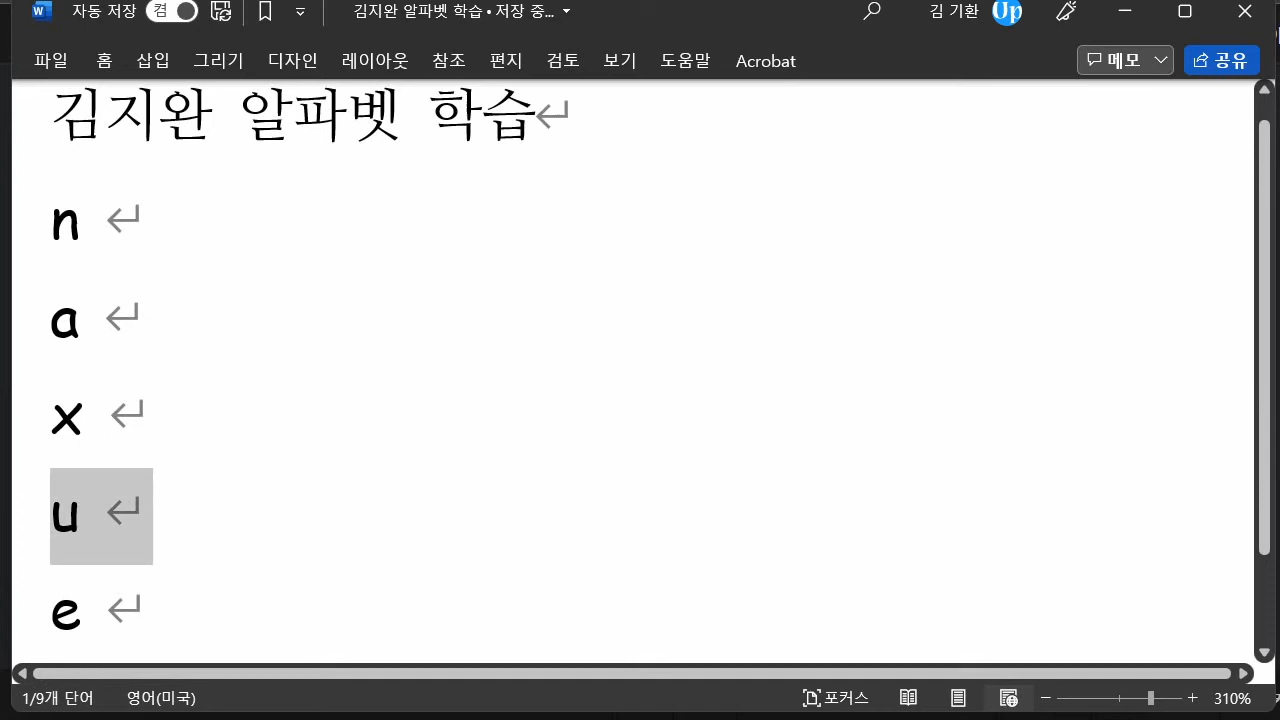 자동 저장 켬 김지완 알파벳 학습 • 저장 중... 김 기환 Up
파일 홈 삽입 그리기 디자인 레이아웃 참조 편지 검토 보기 도움말 Acrobat 메모 공유
김지완 알파벳 학습
n
a
x
u
e
1/9개 단어 영어(미국) 포커스 310%